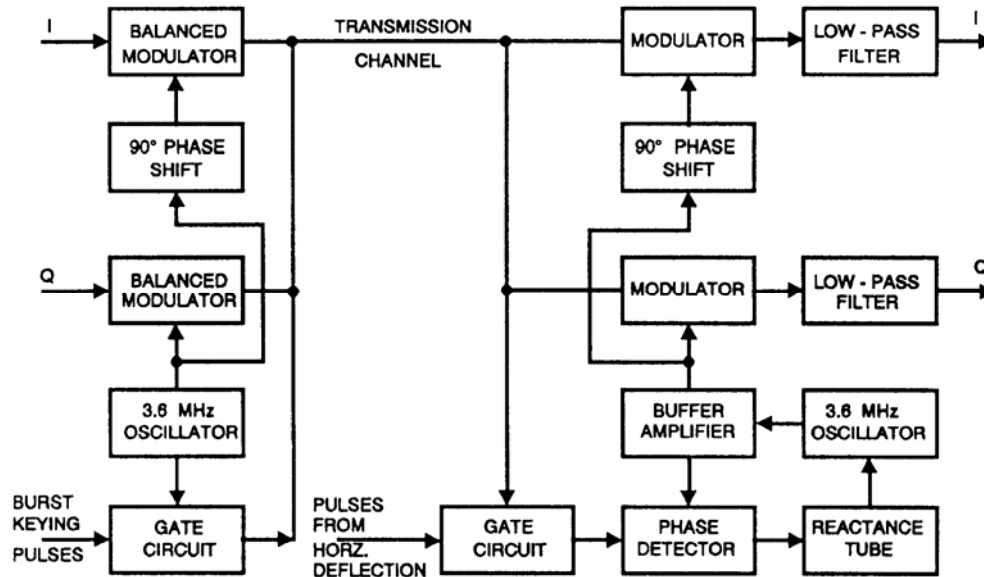 I
BALANCED
MODULATOR
TRANSMISSION
CHANNEL
MODULATOR
LOW - PASS
FILTER
I
90° PHASE
SHIFT
90° PHASE
SHIFT
Q
BALANCED
MODULATOR
MODULATOR
LOW - PASS
FILTER
Q
3.6 MHz
OSCILLATOR
BUFFER
AMPLIFIER
3.6 MHz
OSCILLATOR
BURST
KEYING
PULSES
GATE
CIRCUIT
PULSES
FROM
HORZ.
DEFLECTION
GATE
CIRCUIT
PHASE
DETECTOR
REACTANCE
TUBE